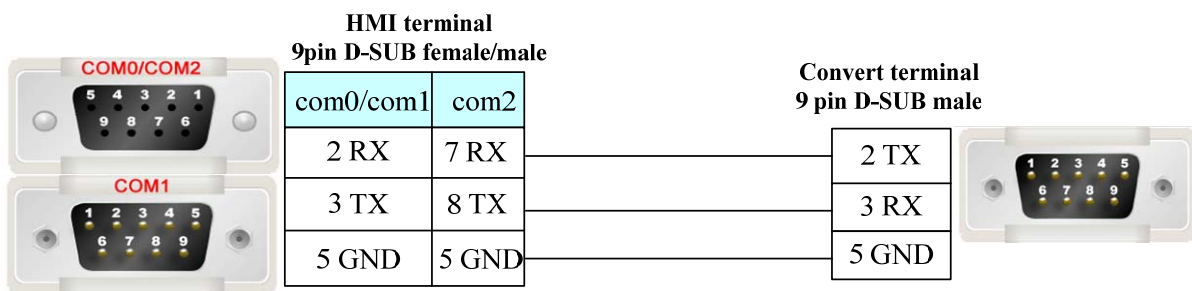 HMI terminal
9pin D-SUB female/male
COM0/COM2
5 4 3 2 1
9 8 7 6
COM1
1 2 3 4 5
6 7 8 9
com0/com1 com2
2 RX 7 RX
3 TX 8 TX
5 GND 5 GND
Convert terminal
9 pin D-SUB male
2 TX
3 RX
5 GND
1 2 3 4 5
6 7 8 9